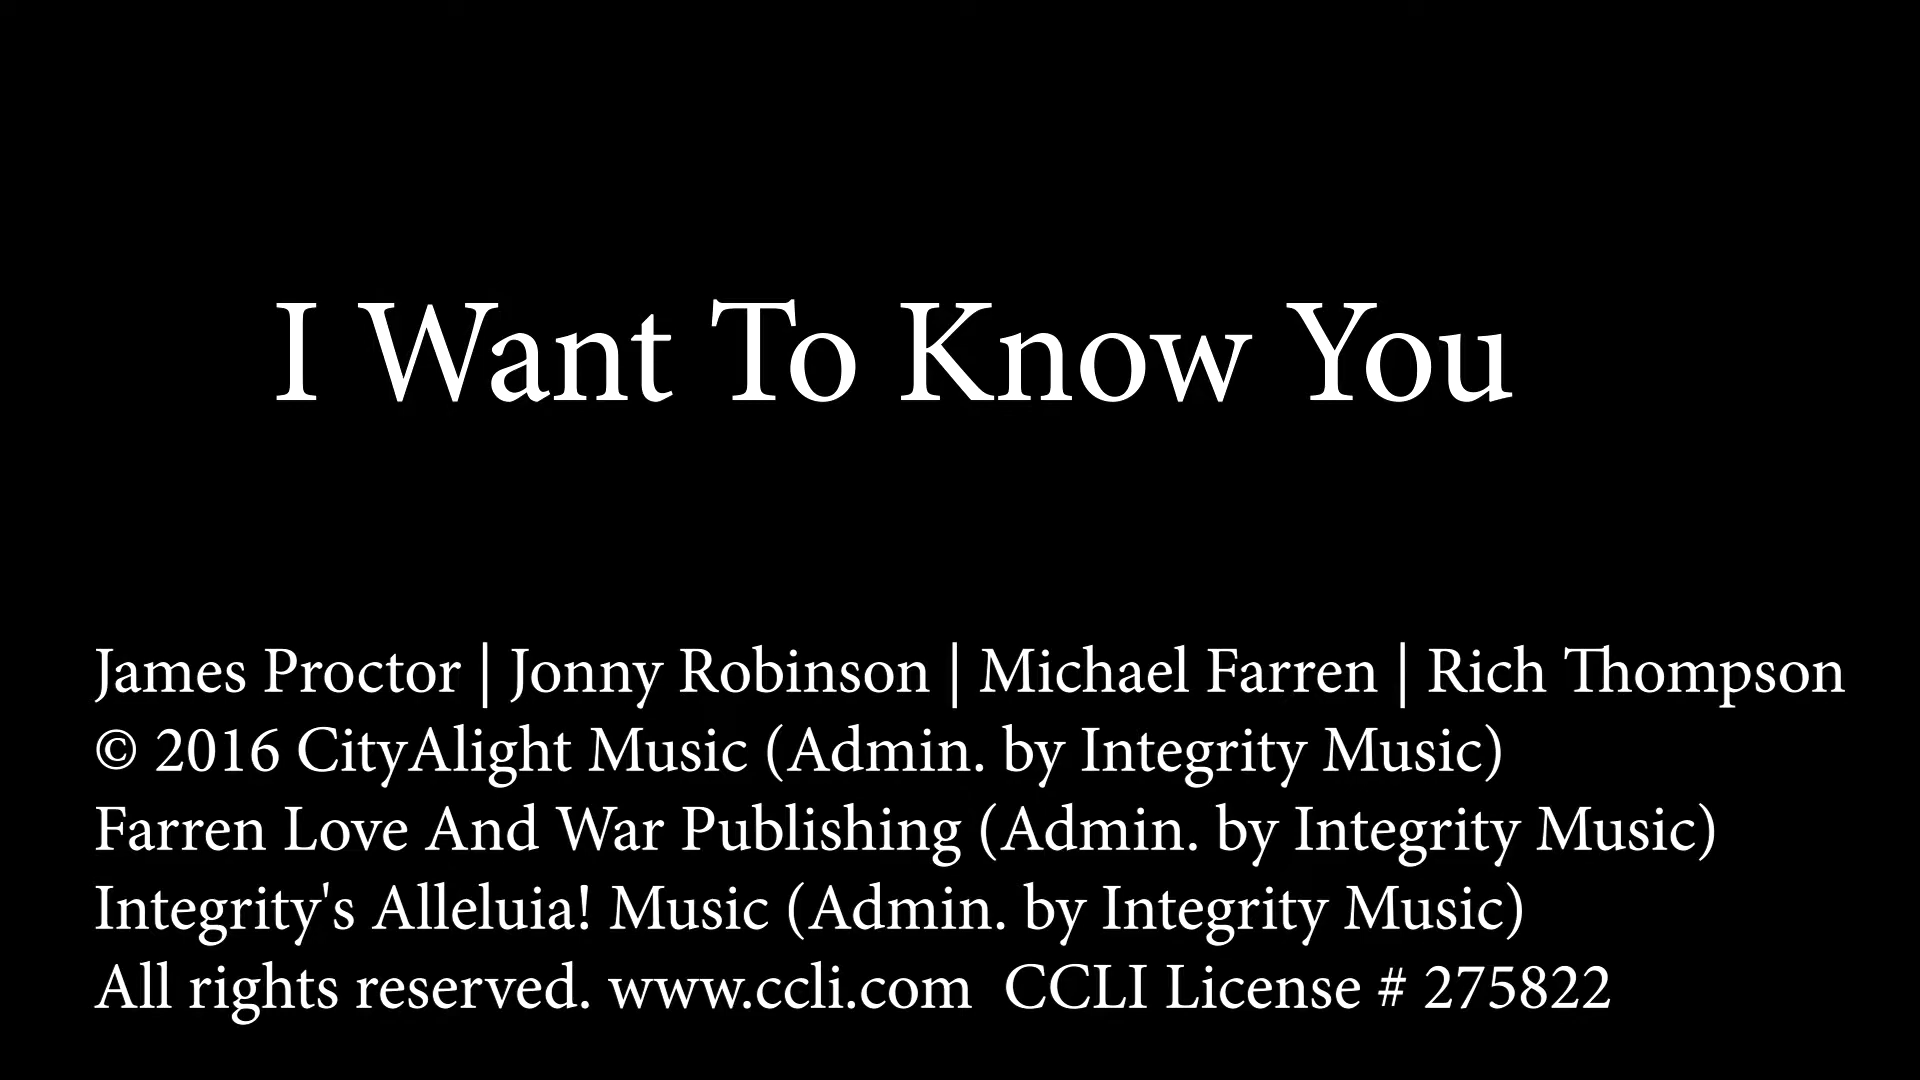 I Want To Know You
James Proctor | Jonny Robinson | Michael Farren | Rich Thompson
© 2016 CityAlight Music (Admin. by Integrity Music)
Farren Love And War Publishing (Admin. by Integrity Music)
Integrity's Alleluia! Music (Admin. by Integrity Music)
All rights reserved. www.ccli.com  CCLI License # 275822